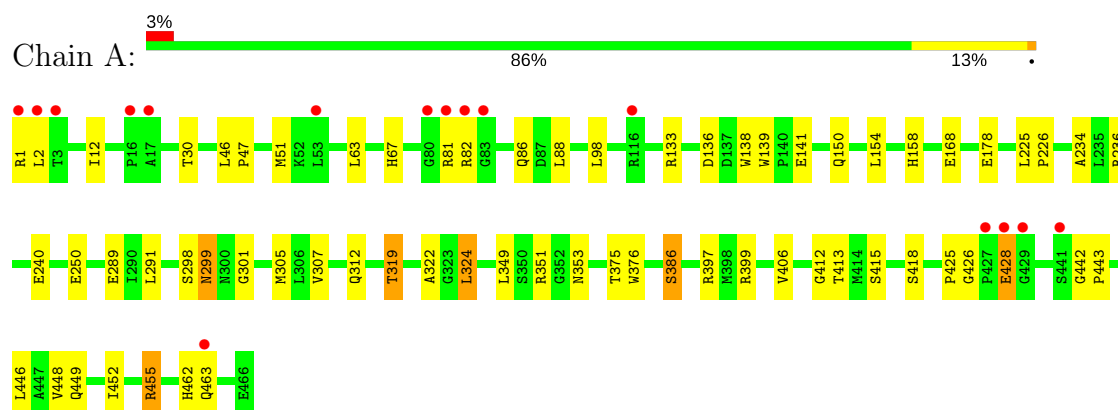 3%
Chain A:
86% 13% •
R1 L2 T3 I12 P16 A17 T30 L46 P47 M51 K52 L53 L63 H67 G80 R81 R82 G83 Q86 D87 L88 L98 R116 R133 D136 D137 W138 W139 P140 E141 Q150 L154 H158 E168 E178 L225 P226 A234 L235 P236
E240 E250 E289 I290 L291 S298 N299 N300 G301 M305 L306 V307 Q312 T319 A322 G323 L324 L349 S350 R351 G352 N353 T375 W376 S386 R397 M398 R399 V406 G412 T413 M414 S415 S418 P425 G426 P427 E428 G429 S441 G442 P443
L446 A447 V448 Q449 I452 R455 H462 Q463 E466